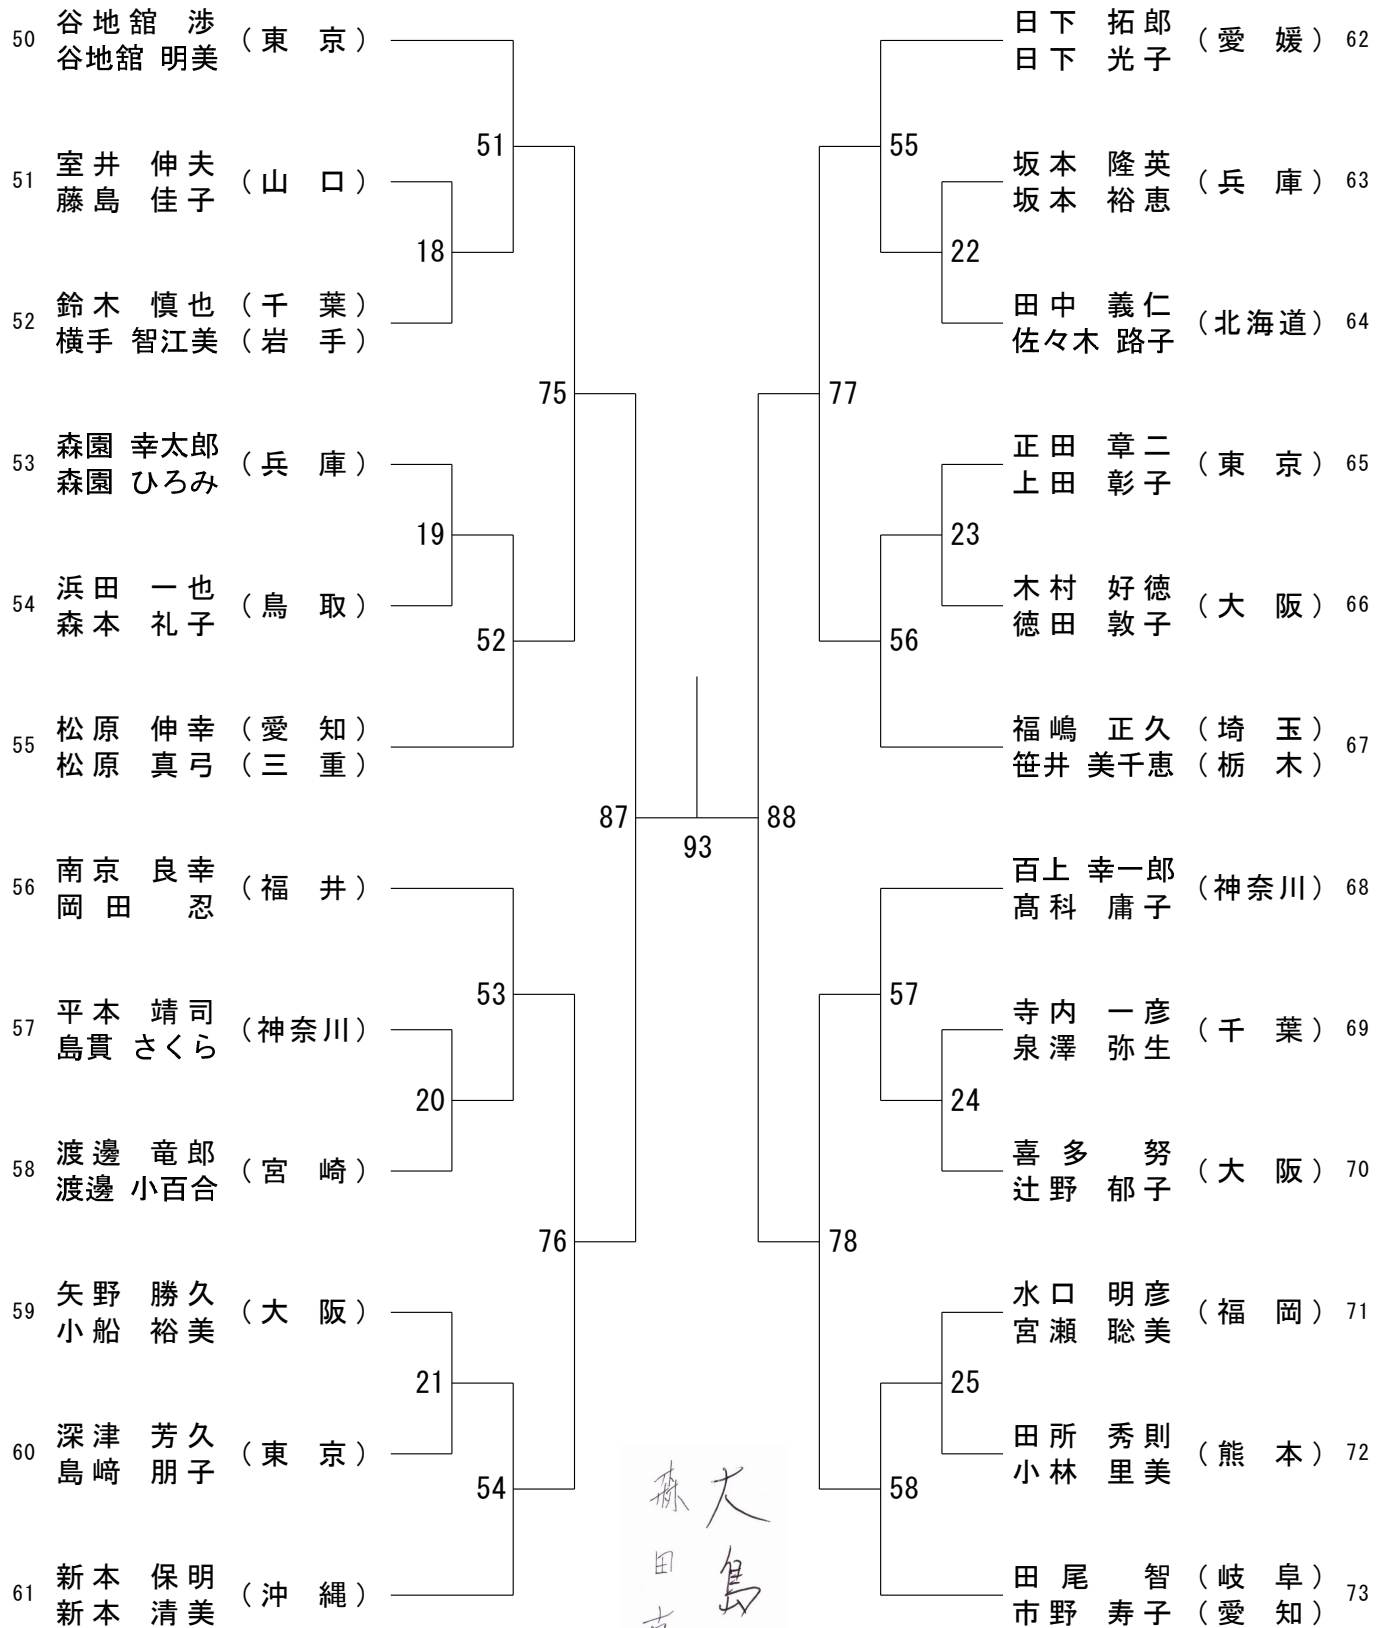 50 谷地舘 渉 (東 京)
谷地舘 明美
51 室井 伸夫 (山 口)
藤島 佳子
52 鈴木 慎也 (千 葉)
横手 智江美 (岩 手)
53 森園 幸太郎 (兵 庫)
森園 ひろみ
54 浜田 一也 (鳥 取)
森本 礼子
55 松原 伸幸 (愛 知)
松原 真弓 (三 重)
56 南京 良幸 (福 井)
岡田 忍
57 平本 靖司 (神奈川)
島貫 さくら
58 渡邊 竜郎 (宮 崎)
渡邊 小百合
59 矢野 勝久 (大 阪)
小船 裕美
60 深津 芳久 (東 京)
島﨑 朋子
61 新本 保明 (沖 縄)
新本 清美
18
19
20
21
51
52
53
54
75
76
87
93
88
77
78
55
56
57
58
22
23
24
25
日下 拓郎 (愛 媛) 62
日下 光子
坂本 隆英 (兵 庫) 63
坂本 裕恵
田中 義仁 (北海道) 64
佐々木 路子
正田 章二 (東 京) 65
上田 彰子
木村 好徳 (大 阪) 66
徳田 敦子
福嶋 正久 (埼 玉) 67
笹井 美千恵 (栃 木)
百上 幸一郎 (神奈川) 68
髙科 庸子
寺内 一彦 (千 葉) 69
泉澤 弥生
喜多 努 (大 阪) 70
辻野 郁子
水口 明彦 (福 岡) 71
宮瀬 聡美
田所 秀則 (熊 本) 72
小林 里美
田尾 智 (岐 阜) 73
市野 寿子 (愛 知)
大島
森田